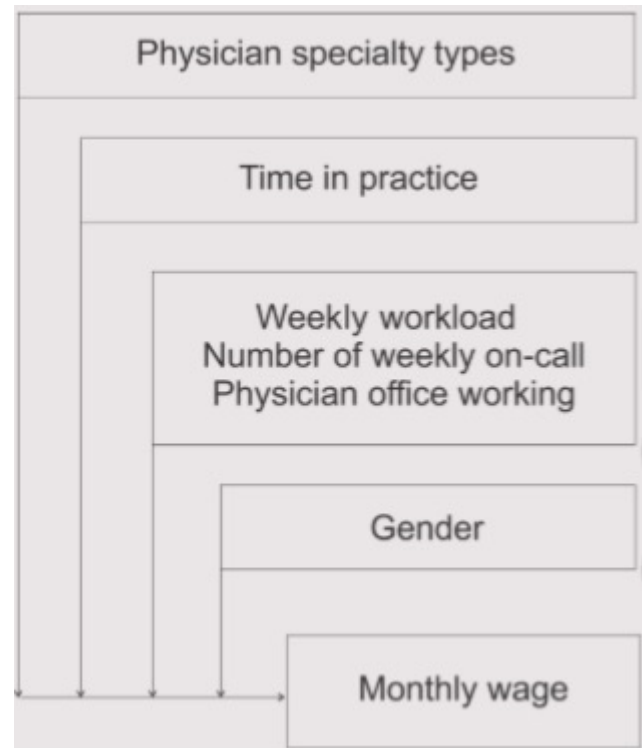 Physician specialty types
Time in practice
Weekly workload
Number of weekly on-call
Physician office working
Gender
Monthly wage